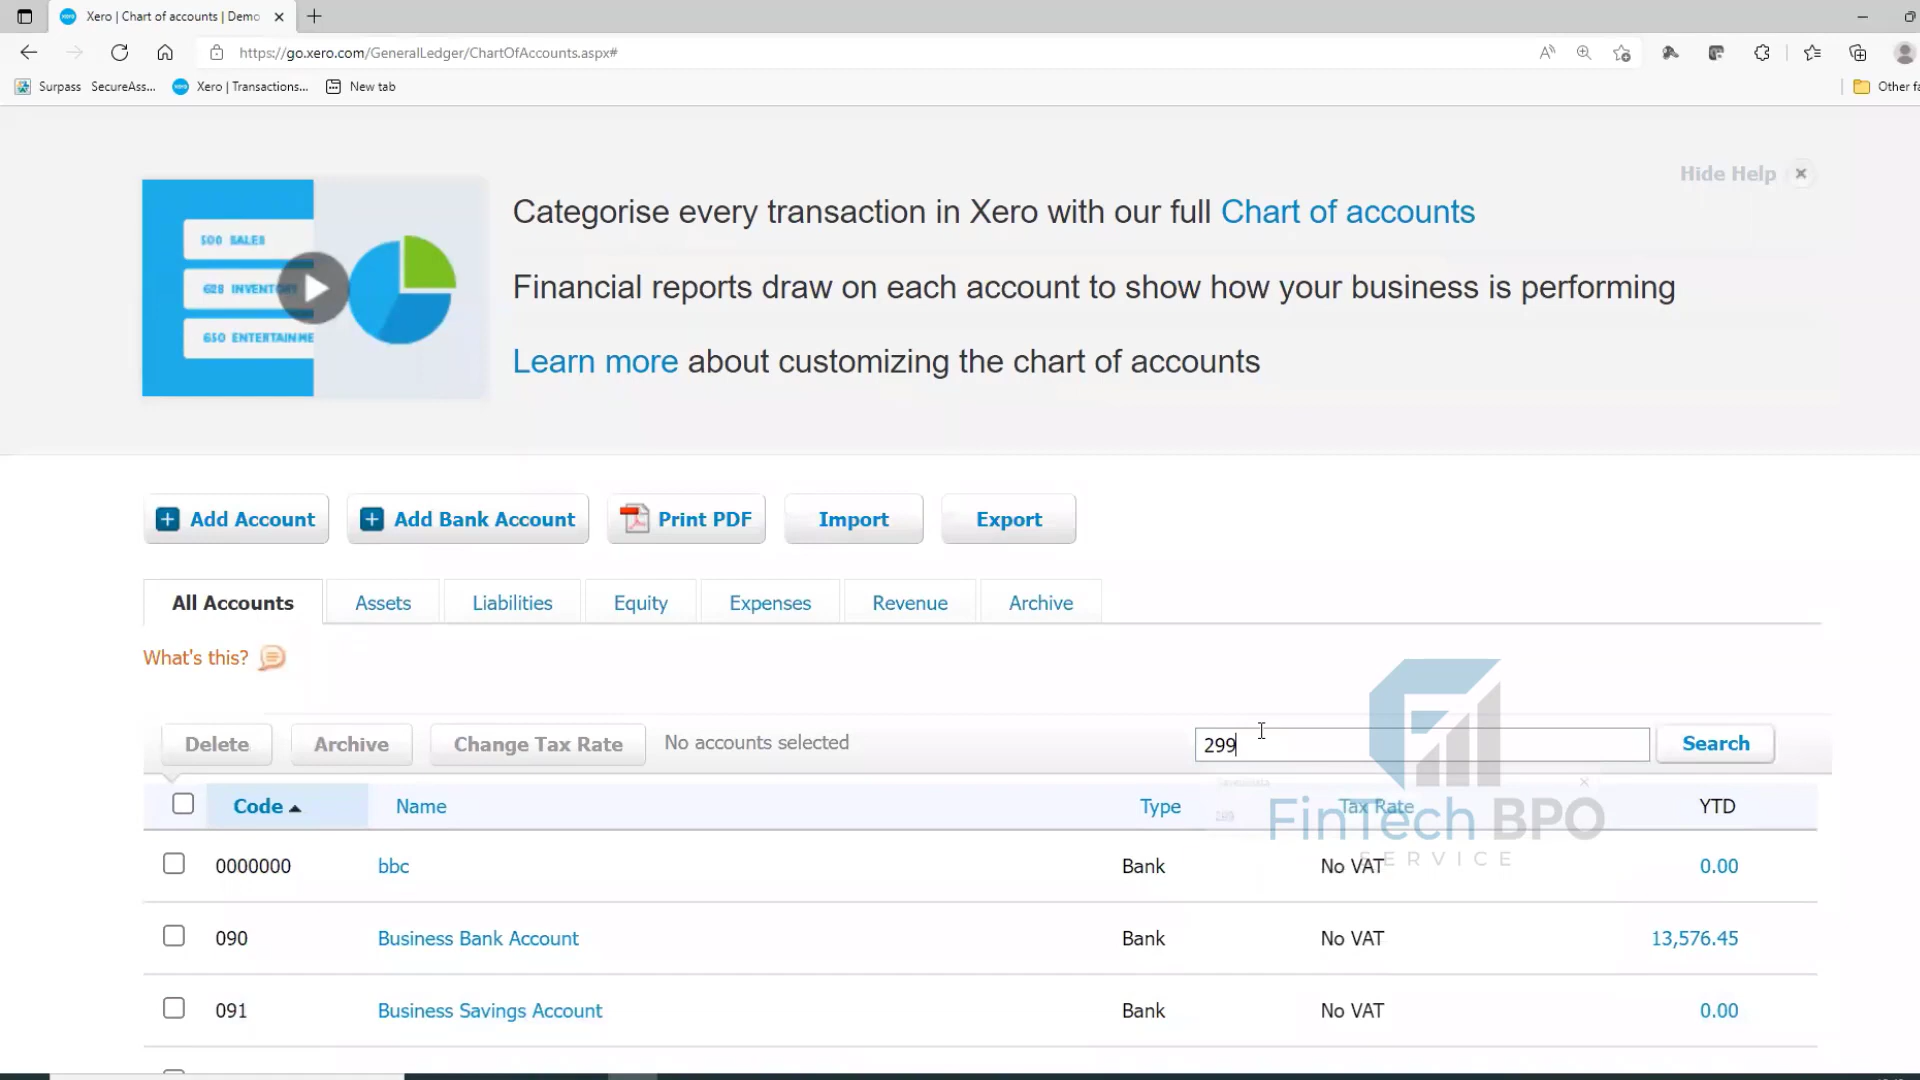 Xero | Chart of accounts | Demo
https://go.xero.com/GeneralLedger/ChartOfAccounts.aspx#
Surpass SecureAss...
Xero | Transactions...
New tab
Other fa
Hide Help
500 SALES
628 INVENTORY
650 ENTERTAINME
Categorise every transaction in Xero with our full Chart of accounts
Financial reports draw on each account to show how your business is performing
Learn more about customizing the chart of accounts
Add Account
Add Bank Account
Print PDF
Import
Export
All Accounts
Assets
Liabilities
Equity
Expenses
Revenue
Archive
What's this?
Delete
Archive
Change Tax Rate
No accounts selected
299
Search
299
Code
Name
Type
Tax Rate
YTD
FinTech BPO
SERVICE
0000000 bbc Bank No VAT 0.00
090 Business Bank Account Bank No VAT 13,576.45
091 Business Savings Account Bank No VAT 0.00